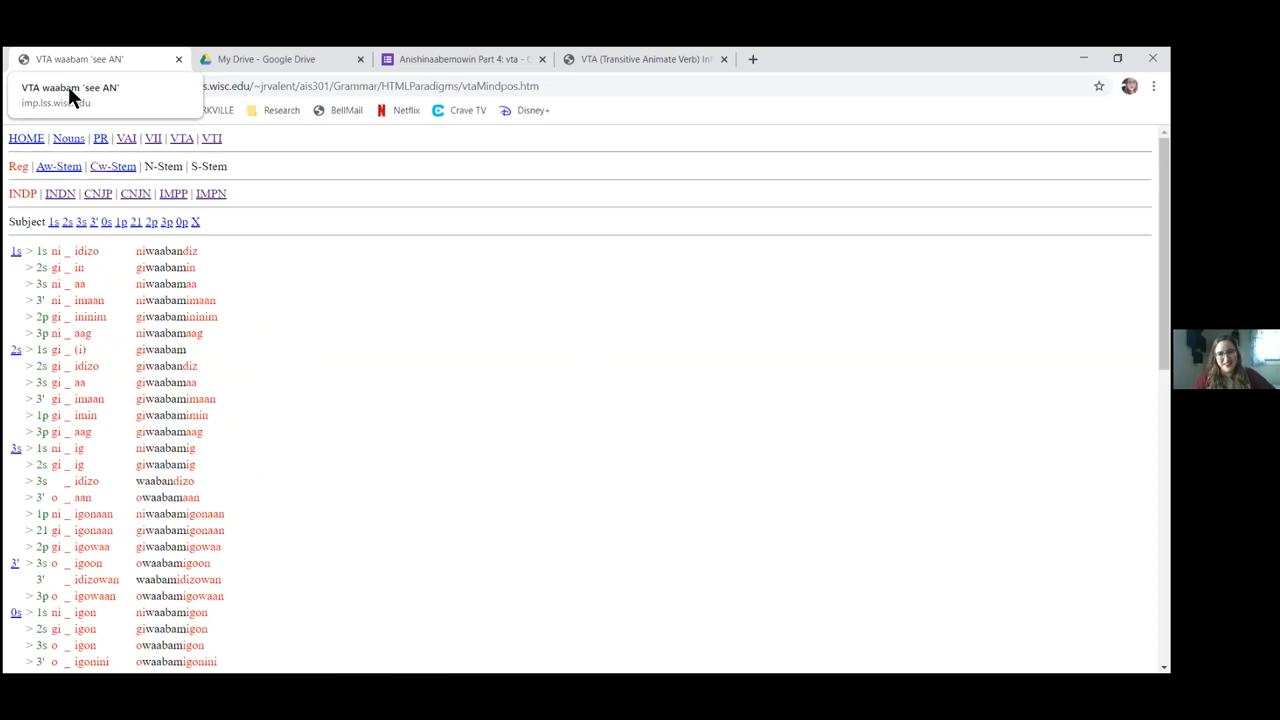 VTA waabam 'see AN'
My Drive - Google Drive
Anishinaabemowin Part 4: vta -
VTA (Transitive Animate Verb) In
VTA waabam 'see AN'
imp.lss.wisc.edu
s.wisc.edu/~jrvalent/ais301/Grammar/HTMLParadigms/vtaMindpos.htm
RKVILLE Research BellMail Netflix Crave TV Disney+
HOME | Nouns | PR | VAI | VII | VTA | VTI
Reg | Aw-Stem | Cw-Stem | N-Stem | S-Stem
INDP | INDN | CNJP | CNJN | IMPP | IMPN
Subject 1s 2s 3s 3' 0s 1p 21 2p 3p 0p X
1s > 1s ni _ idizo niwaabandiz
> 2s gi _ in giwaabamin
> 3s ni _ aa niwaabamaa
> 3' ni _ imaan niwaabamimaan
> 2p gi _ ininim giwaabamininim
> 3p ni _ aag niwaabamaag
2s > 1s gi _ (i) giwaabam
> 2s gi _ idizo giwaabandiz
> 3s gi _ aa giwaabamaa
> 3' gi _ imaan giwaabamimaan
> 1p gi _ imin giwaabamimin
> 3p gi _ aag giwaabamaag
3s > 1s ni _ ig niwaabamig
> 2s gi _ ig giwaabamig
> 3s _ idizo waabandizo
> 3' o _ aan owaabamaan
> 1p ni _ igonaan niwaabamigonaan
> 21 gi _ igonaan giwaabamigonaan
> 2p gi _ igowaa giwaabamigowaa
3' > 3s o _ igoon owaabamigoon
3' _ idizowan waabamidizowan
> 3p o _ igowaan owaabamigowaan
0s > 1s ni _ igon niwaabamigon
> 2s gi _ igon giwaabamigon
> 3s o _ igon owaabamigon
> 3' o _ igonini owaabamigonini